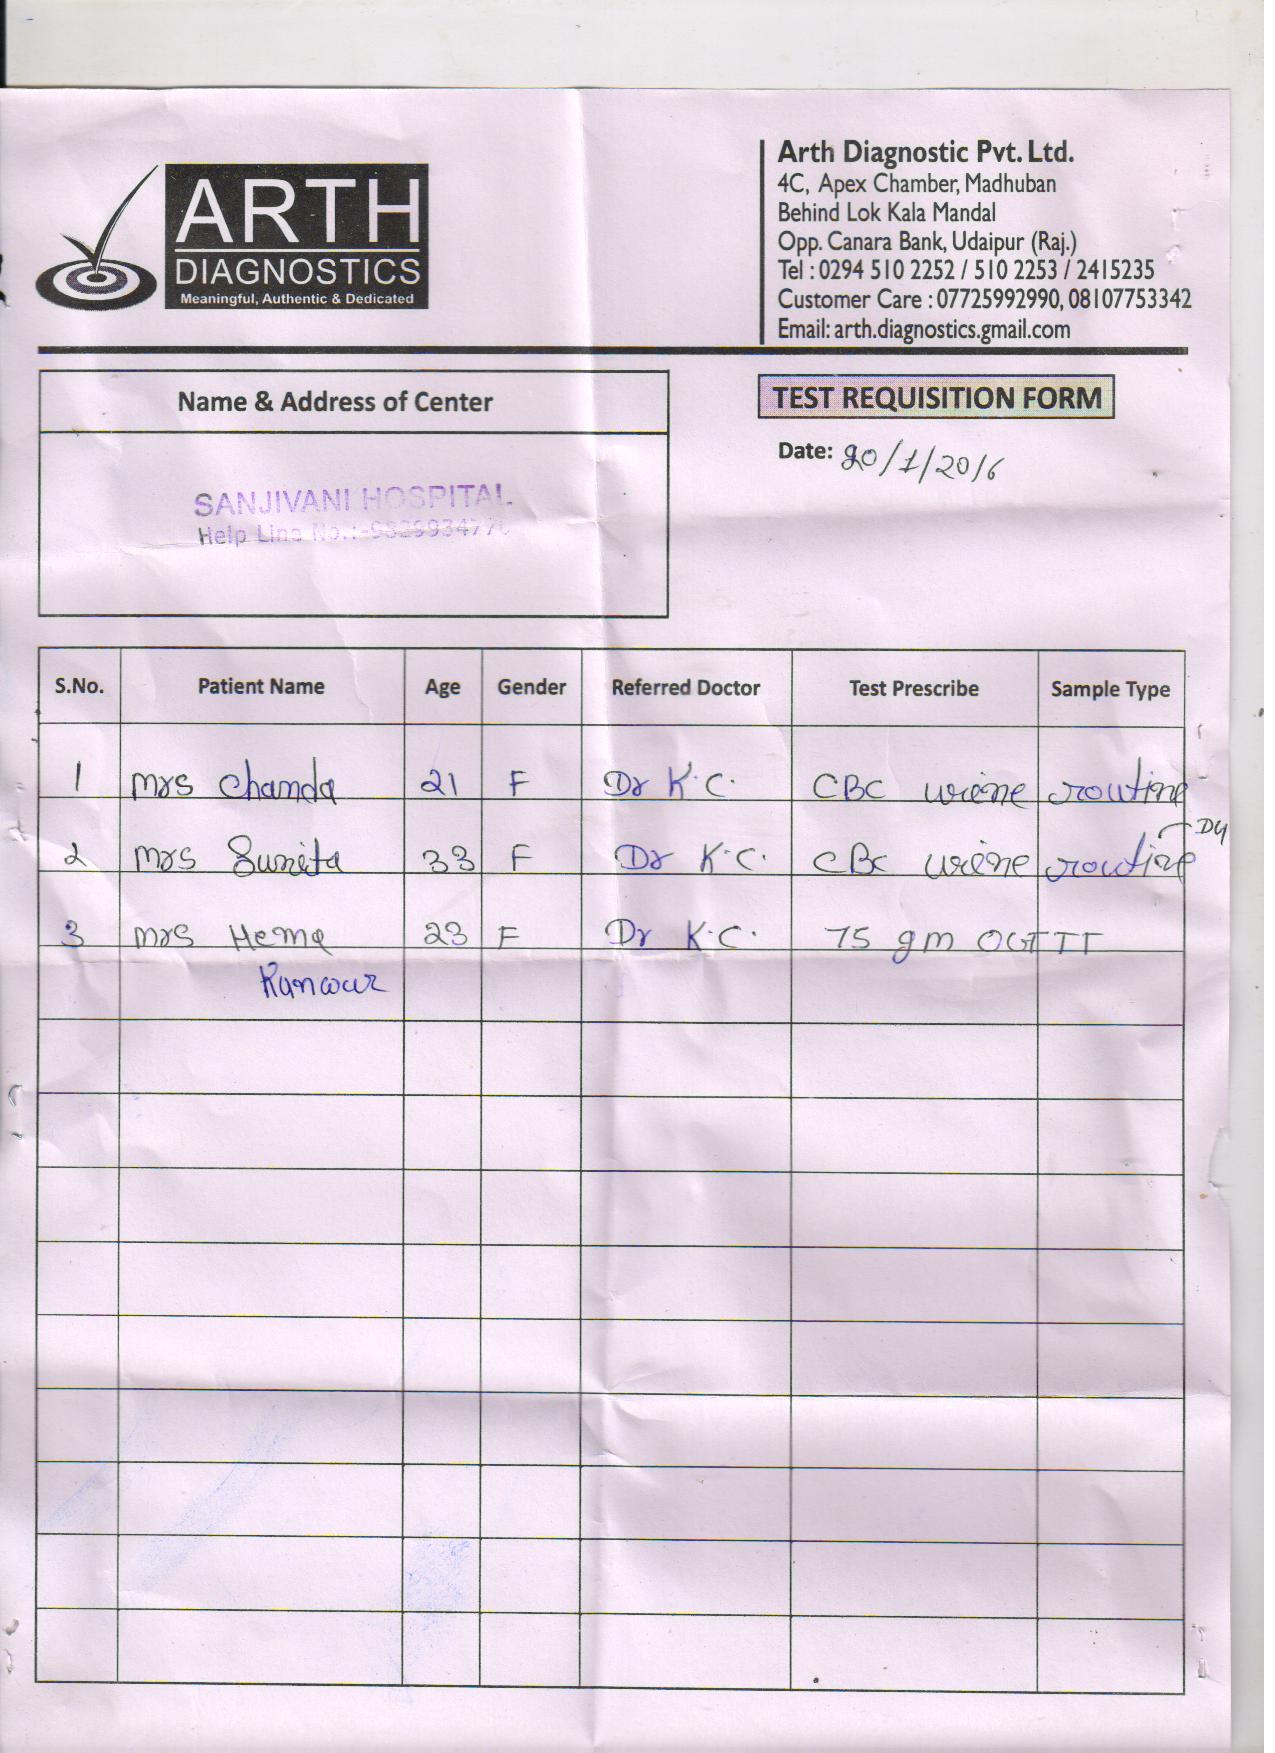 ARTH
DIAGNOSTICS
Meaningful, Authentic & Dedicated
Arth Diagnostic Pvt. Ltd.
4C, Apex Chamber, Madhuban
Behind Lok Kala Mandal
Opp. Canara Bank, Udaipur (Raj.)
Tel : 0294 510 2252 / 510 2253 / 2415235
Customer Care : 07725992990, 08107753342
Email: arth.diagnostics.gmail.com
Name & Address of Center
SANJIVANI HOSPITAL
Help Line No.:-
TEST REQUISITION FORM
Date: 20/1/2016
S.No. Patient Name Age Gender Referred Doctor Test Prescribe Sample Type
1 Mrs Chanda 21 F Dr K.C. CBC urine routine
2 Mrs Sunita 33 F Dr K.C. CBC urine routine
3 Mrs Hema 23 F Dr K.C. 75 gm OGTT
Kanwar